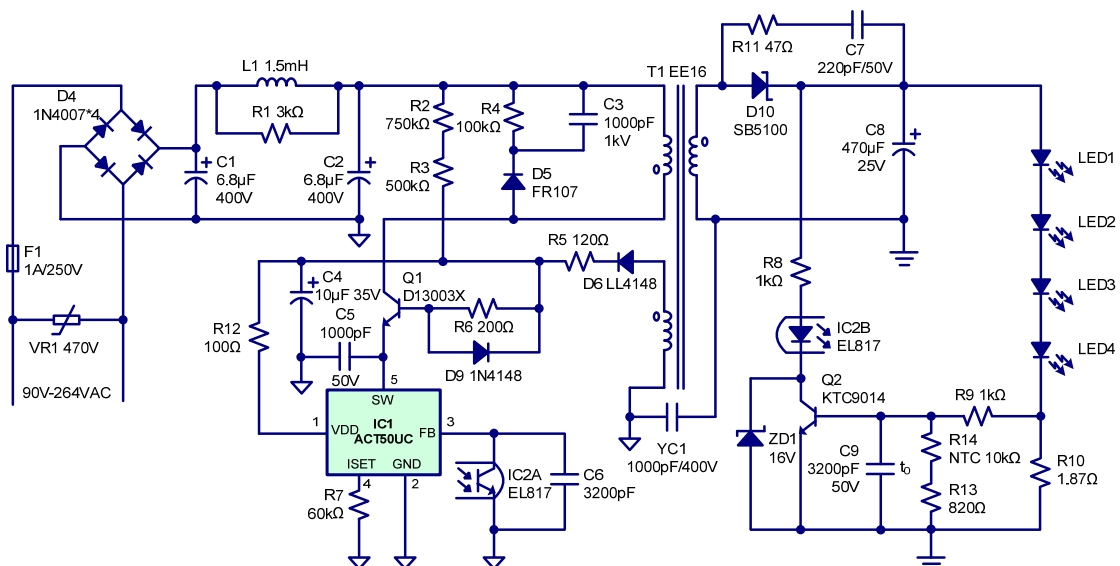 R11 47Ω
C7
220pF/50V
L1 1.5mH
T1 EE16
D4
1N4007*4
R1 3kΩ
R2
750kΩ
R4
100kΩ
C3
1000pF
1kV
D10
SB5100
C8
470µF
25V
+
LED1
C1
6.8µF
400V
+
C2
6.8µF
400V
+
R3
500kΩ
D5
FR107
LED2
F1
1A/250V
R5 120Ω
D6 LL4148
R8
1kΩ
C4
10µF 35V
+
Q1
D13003X
LED3
R12
100Ω
C5
1000pF
50V
R6 200Ω
D9 1N4148
IC2B
EL817
VR1 470V
LED4
90V-264VAC
5
SW
1
VDD
IC1
ACT50UC
FB
3
ISET
GND
4
2
R7
60kΩ
IC2A
EL817
C6
3200pF
YC1
1000pF/400V
Q2
KTC9014
ZD1
16V
R9 1kΩ
C9
3200pF
50V
to
R14
NTC 10kΩ
R13
820Ω
R10
1.87Ω